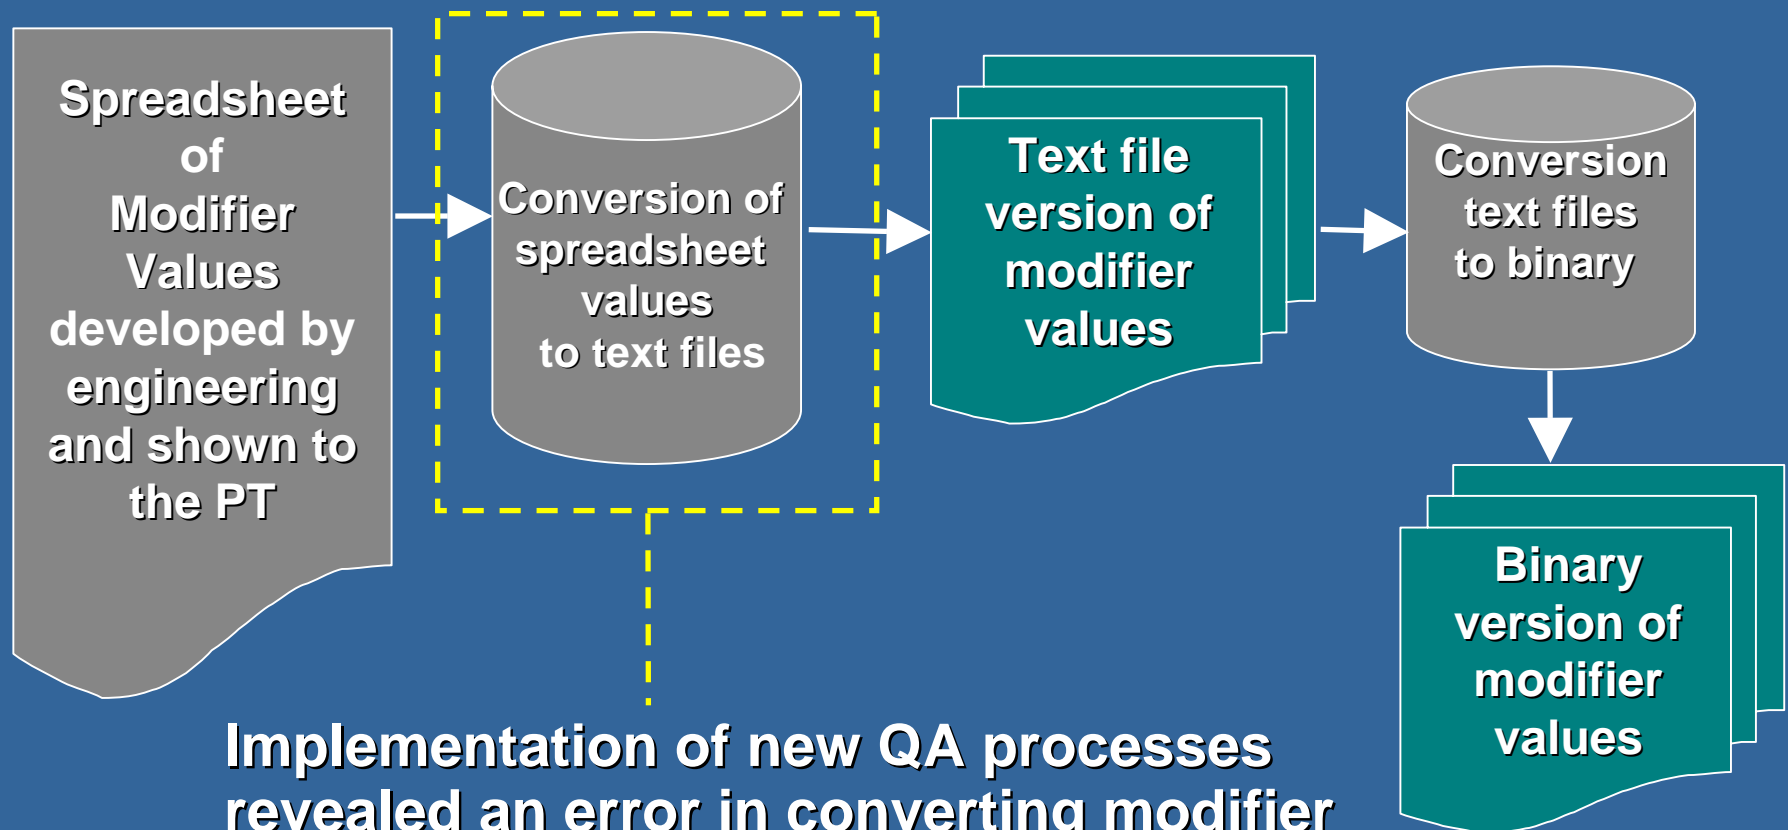 Spreadsheet
of
Modifier
Values
developed by
engineering
and shown to
the PT
Conversion of
spreadsheet
values
to text files
Text file
version of
modifier
values
Conversion
text files
to binary
Binary
version of
modifier
values
Implementation of new QA processes
revealed an error in converting modifier